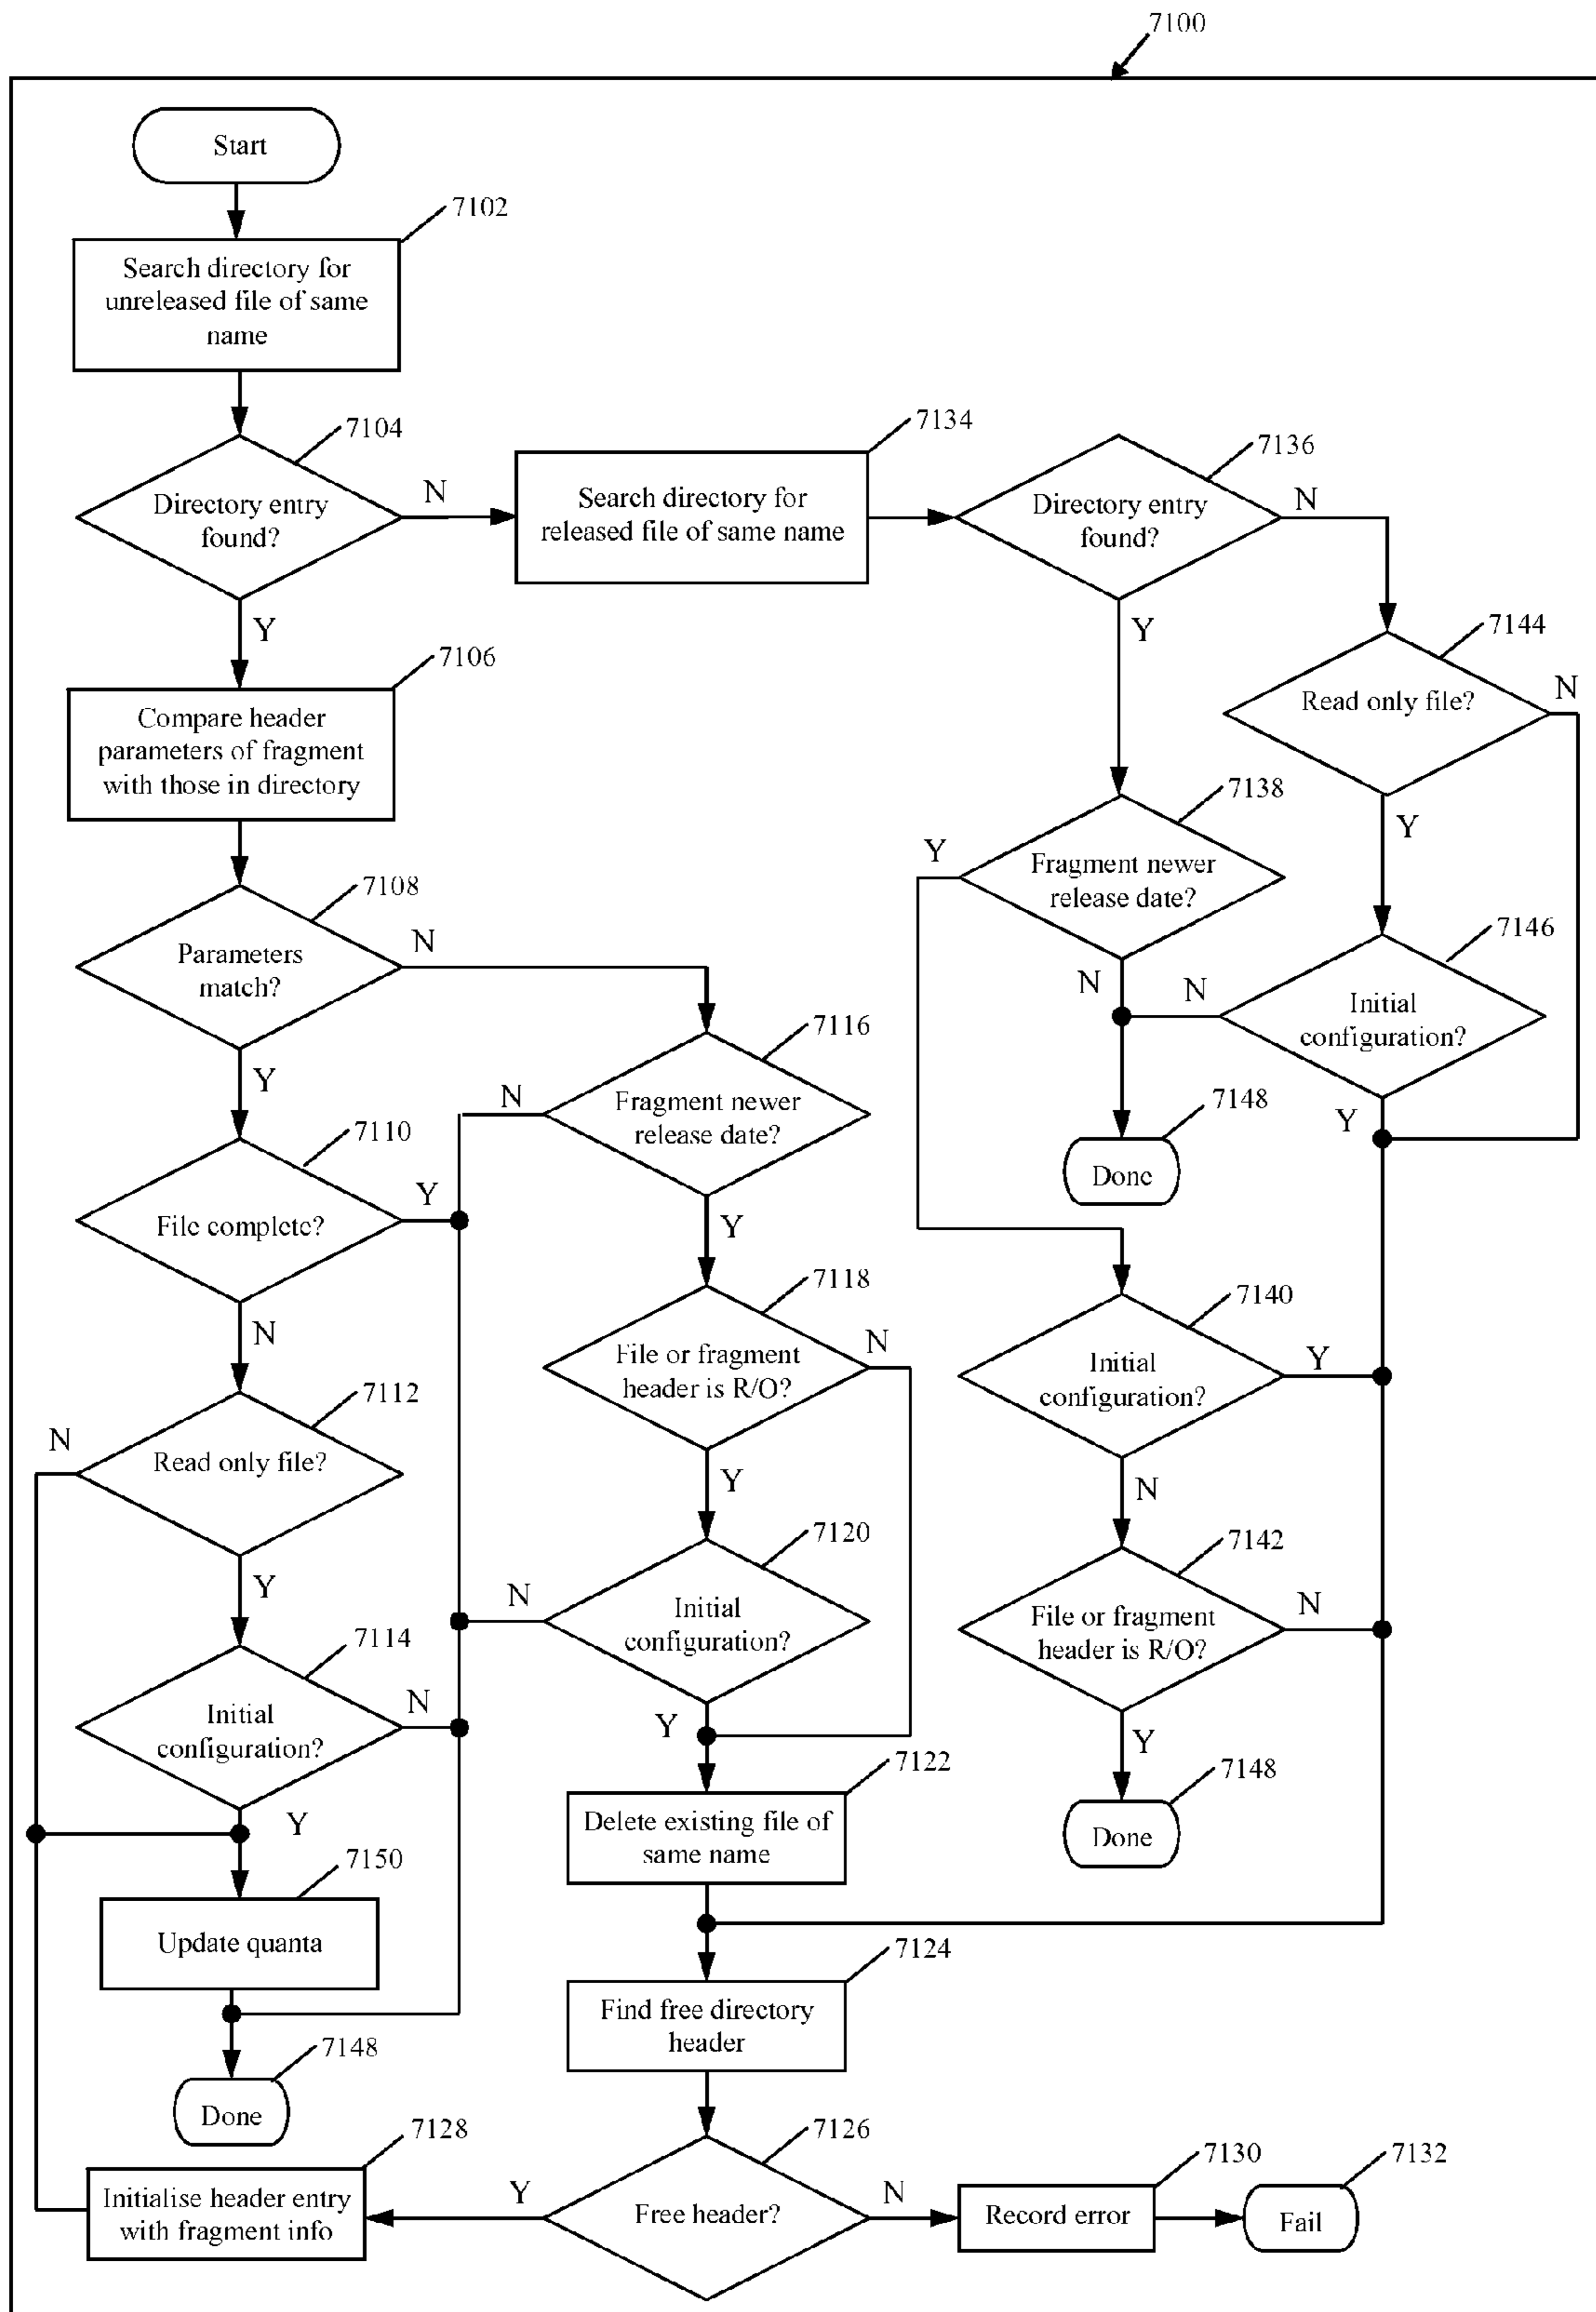 7100
Start
7102
Search directory for
unreleased file of same
name
7104
Directory entry
found?
N
Y
7134
Search directory for
released file of same name
7136
Directory entry
found?
N
Y
7144
Read only file?
N
Y
7106
Compare header
parameters of fragment
with those in directory
7138
Fragment newer
release date?
Y
N
7146
Initial
configuration?
N
Y
7148
Done
7108
Parameters
match?
N
Y
7116
Fragment newer
release date?
N
Y
7110
File complete?
Y
N
7118
File or fragment
header is R/O?
N
Y
7140
Initial
configuration?
Y
N
7112
Read only file?
N
Y
7120
Initial
configuration?
N
Y
7142
File or fragment
header is R/O?
N
Y
7148
Done
7114
Initial
configuration?
N
Y
7122
Delete existing file of
same name
7150
Update quanta
7124
Find free directory
header
7148
Done
7126
Free header?
Y
N
7128
Initialise header entry
with fragment info
7130
Record error
7132
Fail